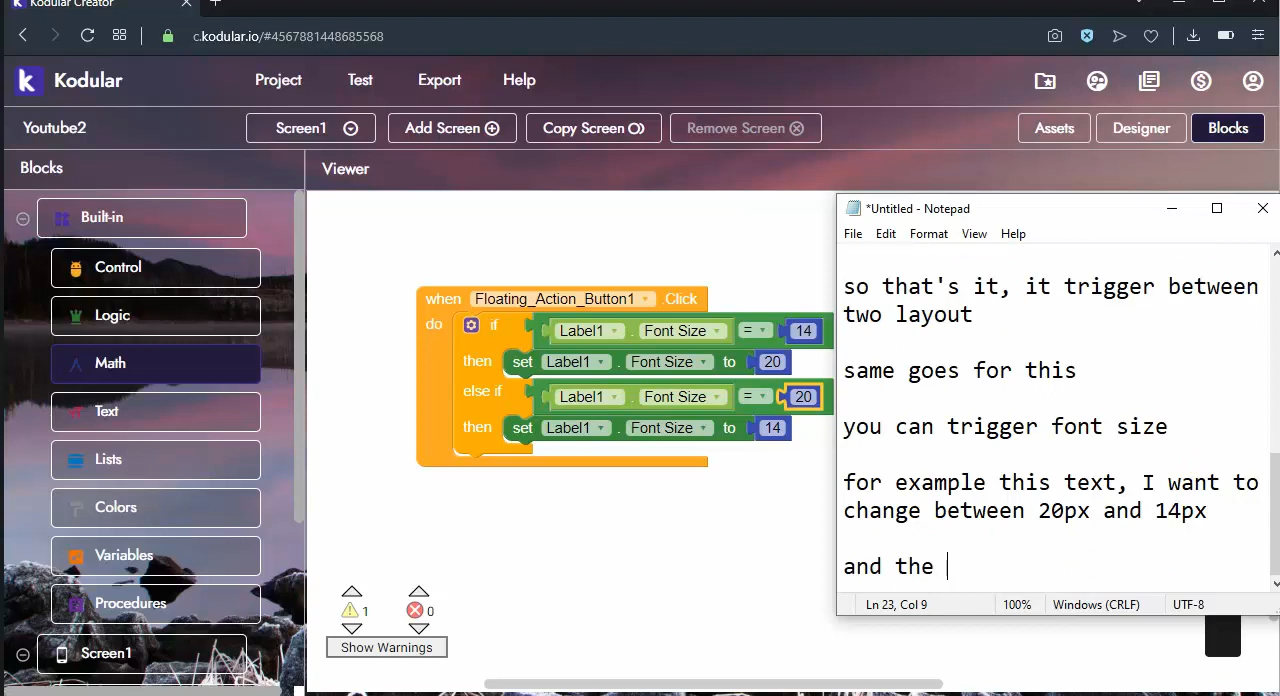 Kodular Creator
c.kodular.io/#4567881448685568
Kodular
Project
Test
Export
Help
Youtube2
Screen1
Add Screen
Copy Screen
Remove Screen
Assets
Designer
Blocks
Blocks
Viewer
Built-in
Control
Logic
Math
Text
Lists
Colors
Variables
Procedures
Screen1
when Floating_Action_Button1 .Click
do if Label1 . Font Size = 14
then set Label1 . Font Size to 20
else if Label1 . Font Size = 20
then set Label1 . Font Size to 14
1
0
Show Warnings
*Untitled - Notepad
File Edit Format View Help
so that's it, it trigger between
two layout
same goes for this
you can trigger font size
for example this text, I want to
change between 20px and 14px
and the
Ln 23, Col 9
100%
Windows (CRLF)
UTF-8